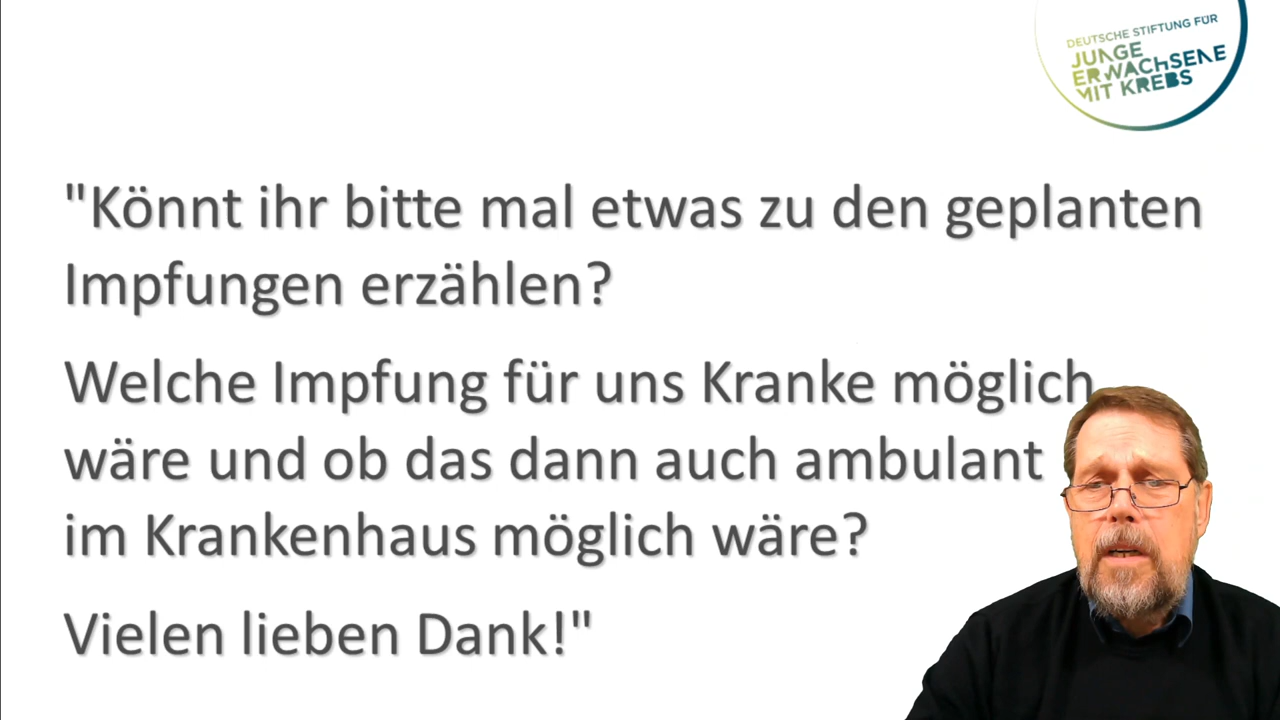 DEUTSCHE STIFTUNG FÜR
JUNGE
ERWACHSENE
MIT KREBS
"Könnt ihr bitte mal etwas zu den geplanten
Impfungen erzählen?
Welche Impfung für uns Kranke möglich
wäre und ob das dann auch ambulant
im Krankenhaus möglich wäre?
Vielen lieben Dank!"